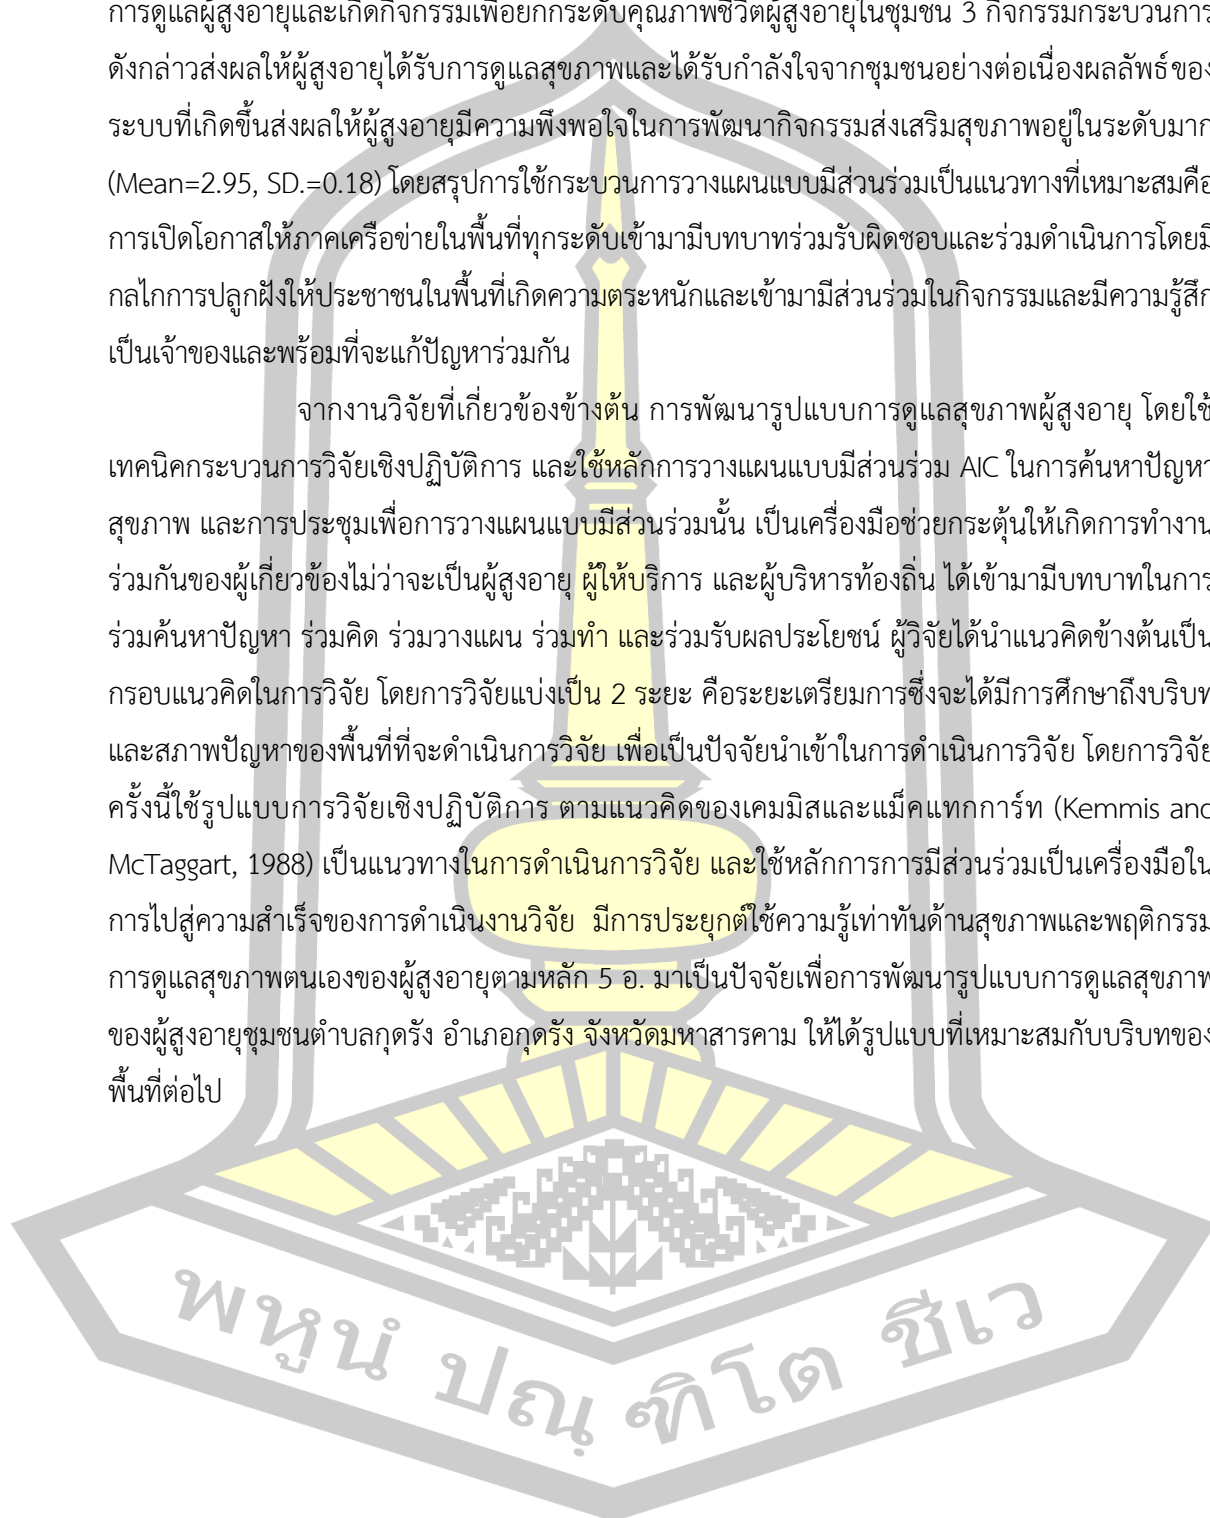 การดูแลผู้สูงอายุและเกิดกิจกรรมเพื่อยกกระดับคุณภาพชีวิตผู้สูงอายุในชุมชน 3 กิจกรรมกระบวนการ
ดังกล่าวส่งผลให้ผู้สูงอายุได้รับการดูแลสุขภาพและได้รับกำลังใจจากชุมชนอย่างต่อเนื่องผลลัพธ์ของ
ระบบที่เกิดขึ้นส่งผลให้ผู้สูงอายุมีความพึงพอใจในการพัฒนากิจกรรมส่งเสริมสุขภาพอยู่ในระดับมาก
(Mean=2.95, SD.=0.18) โดยสรุปการใช้กระบวนการวางแผนแบบมีส่วนร่วมเป็นแนวทางที่เหมาะสมคือ
การเปิดโอกาสให้ภาคเครือข่ายในพื้นที่ทุกระดับเข้ามามีบทบาทร่วมรับผิดชอบและร่วมดำเนินการโดยมี
กลไกการปลูกฝังให้ประชาชนในพื้นที่เกิดความตระหนักและเข้ามามีส่วนร่วมในกิจกรรมและมีความรู้สึก
เป็นเจ้าของและพร้อมที่จะแก้ปัญหาร่วมกัน
จากงานวิจัยที่เกี่ยวข้องข้างต้น การพัฒนารูปแบบการดูแลสุขภาพผู้สูงอายุ โดยใช้
เทคนิคกระบวนการวิจัยเชิงปฏิบัติการ และใช้หลักการวางแผนแบบมีส่วนร่วม AIC ในการค้นหาปัญหา
สุขภาพ และการประชุมเพื่อการวางแผนแบบมีส่วนร่วมนั้น เป็นเครื่องมือช่วยกระตุ้นให้เกิดการทำงาน
ร่วมกันของผู้เกี่ยวข้องไม่ว่าจะเป็นผู้สูงอายุ ผู้ให้บริการ และผู้บริหารท้องถิ่น ได้เข้ามามีบทบาทในการ
ร่วมค้นหาปัญหา ร่วมคิด ร่วมวางแผน ร่วมทำ และร่วมรับผลประโยชน์ ผู้วิจัยได้นำแนวคิดข้างต้นเป็น
กรอบแนวคิดในการวิจัย โดยการวิจัยแบ่งเป็น 2 ระยะ คือระยะเตรียมการซึ่งจะได้มีการศึกษาถึงบริบท
และสภาพปัญหาของพื้นที่ที่จะดำเนินการวิจัย เพื่อเป็นปัจจัยนำเข้าในการดำเนินการวิจัย โดยการวิจัย
ครั้งนี้ใช้รูปแบบการวิจัยเชิงปฏิบัติการ ตามแนวคิดของเคมมิสและแม็คแทกการ์ท (Kemmis and
McTaggart, 1988) เป็นแนวทางในการดำเนินการวิจัย และใช้หลักการการมีส่วนร่วมเป็นเครื่องมือใน
การไปสู่ความสำเร็จของการดำเนินงานวิจัย มีการประยุกต์ใช้ความรู้เท่าทันด้านสุขภาพและพฤติกรรม
การดูแลสุขภาพตนเองของผู้สูงอายุตามหลัก 5 อ. มาเป็นปัจจัยเพื่อการพัฒนารูปแบบการดูแลสุขภาพ
ของผู้สูงอายุชุมชนตำบลกุดรัง อำเภอกุดรัง จังหวัดมหาสารคาม ให้ได้รูปแบบที่เหมาะสมกับบริบทของ
พื้นที่ต่อไป
พหูนํ ปณฺฑิโต ชีเว